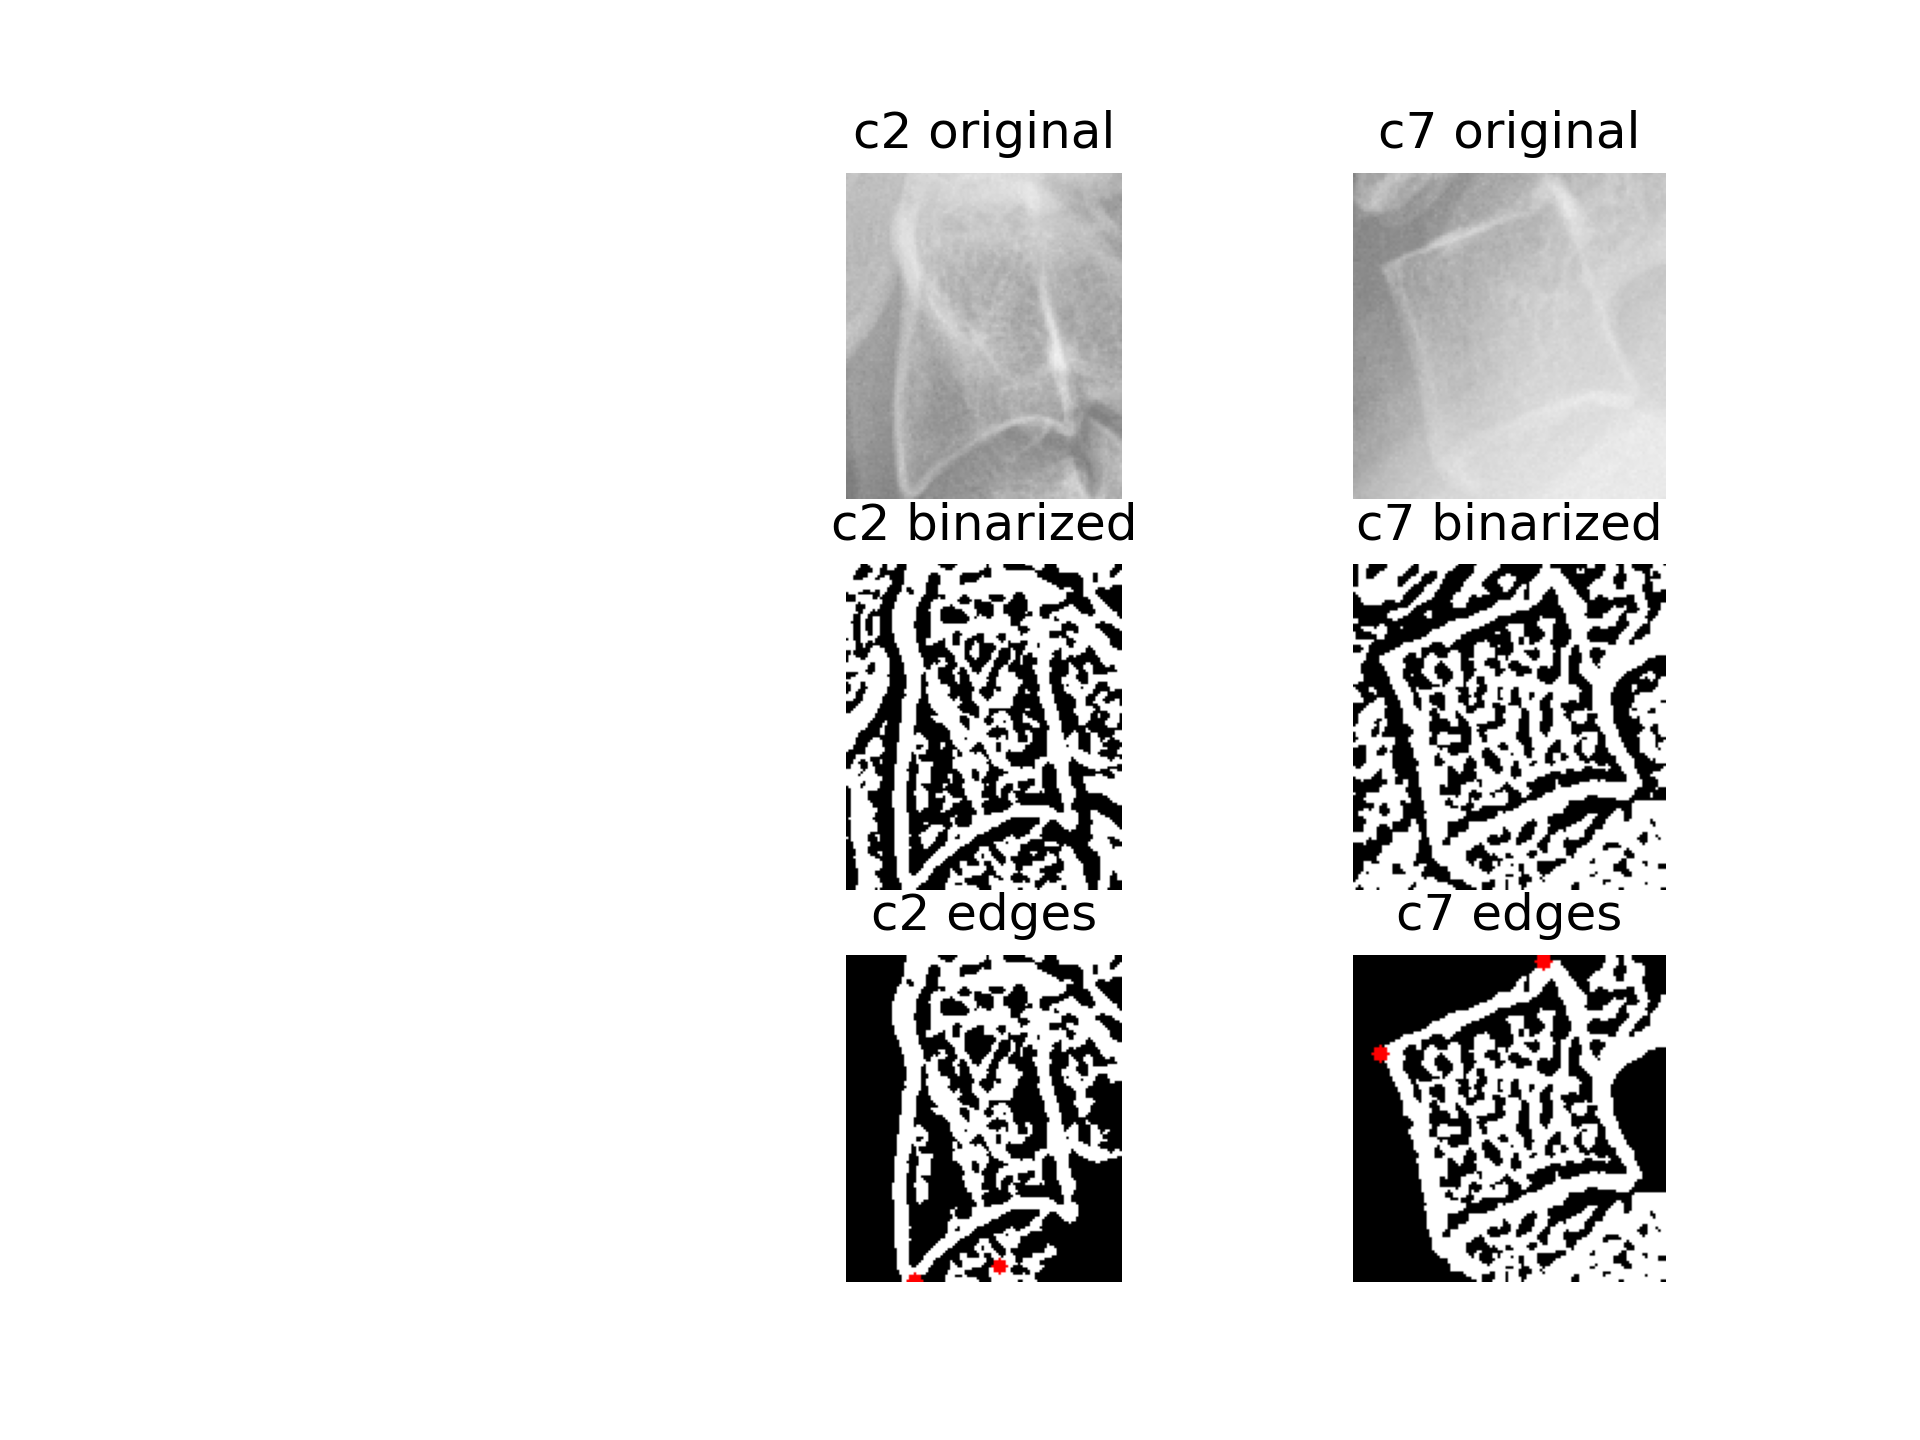 c2 original
c7 original
c2 binarized
c7 binarized
c2 edges
c7 edges